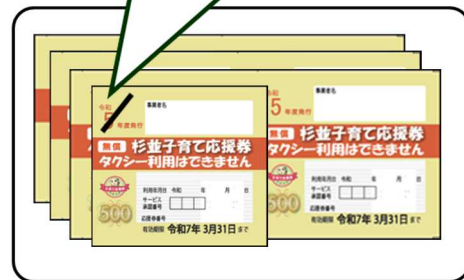 令和
5 年度発行
事業者名
無償 杉並子育て応援券
タクシー利用はできません
利用年月日 令和 年 月 日
サービス
承認番号
500
応援券番号
有効期限 令和7年 3月31日まで
5 年度発行
事業者名
無償 杉並子育て応援券
タクシー利用はできません
利用年月日 令和 年 月 日
サービス
承認番号
500
応援券番号
有効期限 令和7年 3月31日まで